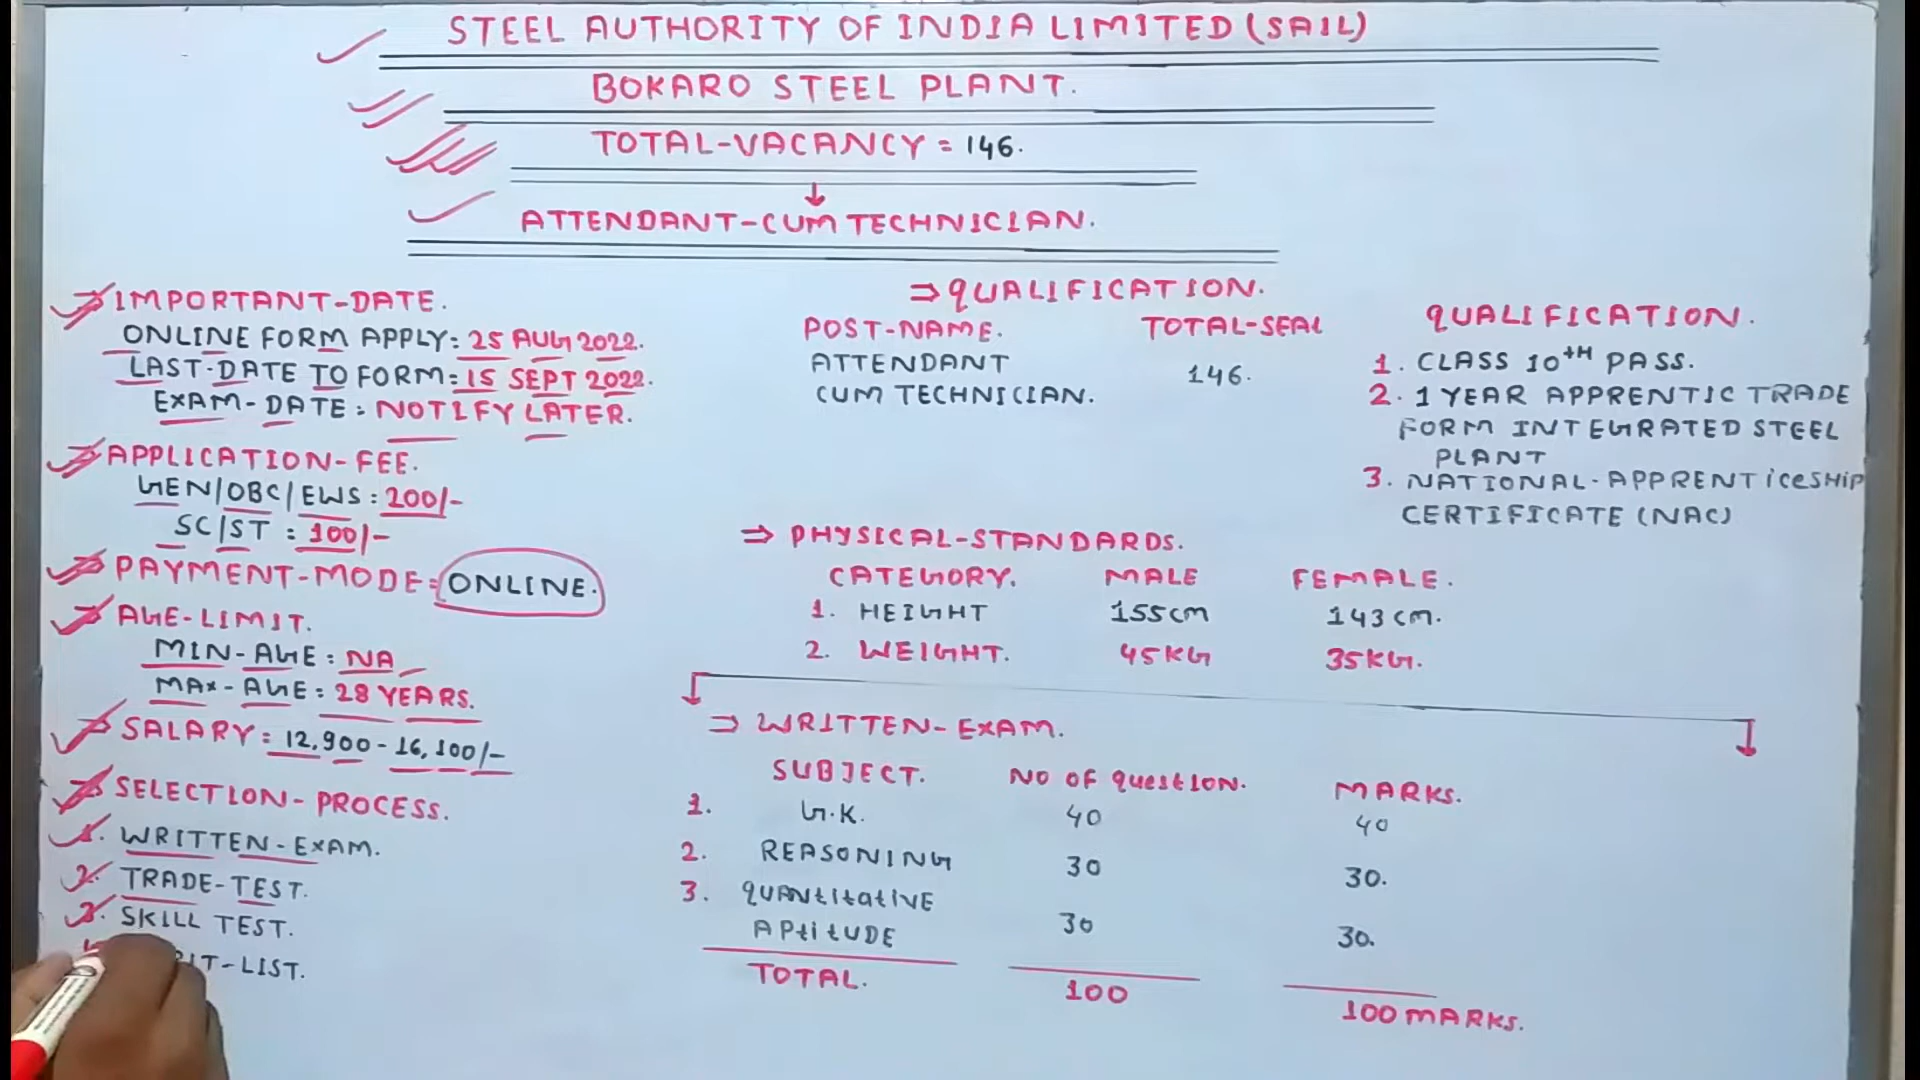 STEEL AUTHORITY OF INDIA LIMITED (SAIL)
BOKARO STEEL PLANT.
TOTAL-VACANCY = 146.
ATTENDANT-CUM TECHNICIAN.
⇒ IMPORTANT-DATE.
ONLINE FORM APPLY: 25 AUG 2022.
LAST-DATE TO FORM: 15 SEPT 2022.
EXAM-DATE: NOTIFY LATER.
⇒ APPLICATION-FEE.
GEN/OBC/EWS: 200/-
SC/ST = 100/-
⇒ PAYMENT-MODE: ONLINE.
⇒ AGE-LIMIT.
MIN-AGE: NA
MAX-AGE: 28 YEARS.
⇒ SALARY: 12,900-16,100/-
⇒ SELECTION-PROCESS.
1. WRITTEN-EXAM.
2. TRADE-TEST.
3. SKILL TEST.
LIST.
⇒ QUALIFICATION.
POST-NAME. TOTAL-SEAt QUALIFICATION.
ATTENDANT
CUM TECHNICIAN. 146.
1. CLASS 10TH PASS.
2. 1 YEAR APPRENTIC TRADE
FORM INTEGRATED STEEL
PLANT
3. NATIONAL-APPRENTiCESHiP
CERTIFICATE (NAC)
⇒ PHYSICAL-STANDARDS.
CATEGORY. MALE FEMALE.
1. HEIGHT 155CM 143 CM.
2. WEIGHT. 45KG 35KG.
⇒ WRITTEN-EXAM.
SUBJECT. NO OF QUEStION. MARKS.
1. G.K. 40 40
2. REASONING 30 30.
3. QUANtitatiVE
APtitUDE 30 30.
TOTAL. 100 100 MARKS.